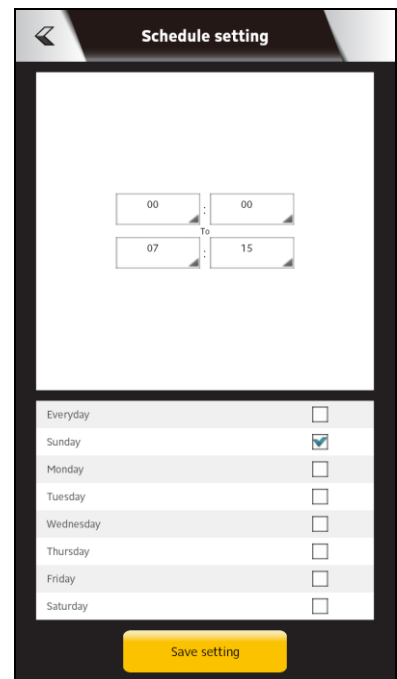 Schedule setting
00 : 00
To
07 : 15
Everyday
Sunday
Monday
Tuesday
Wednesday
Thursday
Friday
Saturday
Save setting